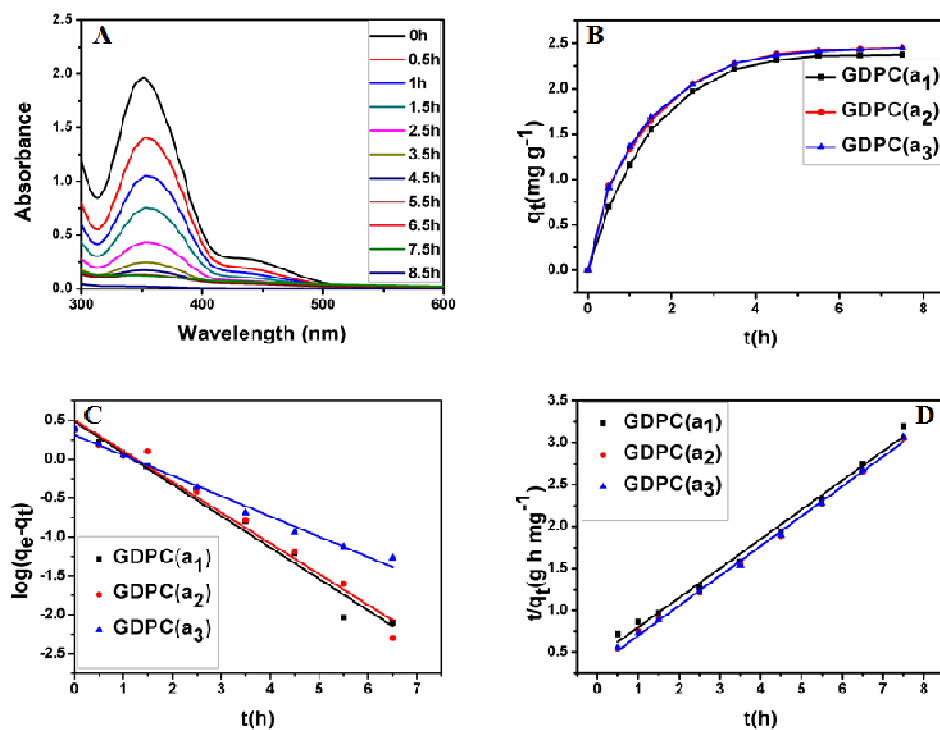 A
2.5
2.0
1.5
1.0
0.5
0.0
Absorbance
300 400 500 600
Wavelength (nm)
0h
0.5h
1h
1.5h
2.5h
3.5h
4.5h
5.5h
6.5h
7.5h
8.5h
B
2.5
2.0
1.5
1.0
0.5
0.0
qt(mg g⁻¹)
0 2 4 6 8
t(h)
GDPC(a1)
GDPC(a2)
GDPC(a3)
C
0.5
0.0
-0.5
-1.0
-1.5
-2.0
-2.5
log(qe-qt)
0 1 2 3 4 5 6 7
t(h)
GDPC(a1)
GDPC(a2)
GDPC(a3)
D
3.5
3.0
2.5
2.0
1.5
1.0
0.5
t/qt(g h mg⁻¹)
0 1 2 3 4 5 6 7 8
t(h)
GDPC(a1)
GDPC(a2)
GDPC(a3)